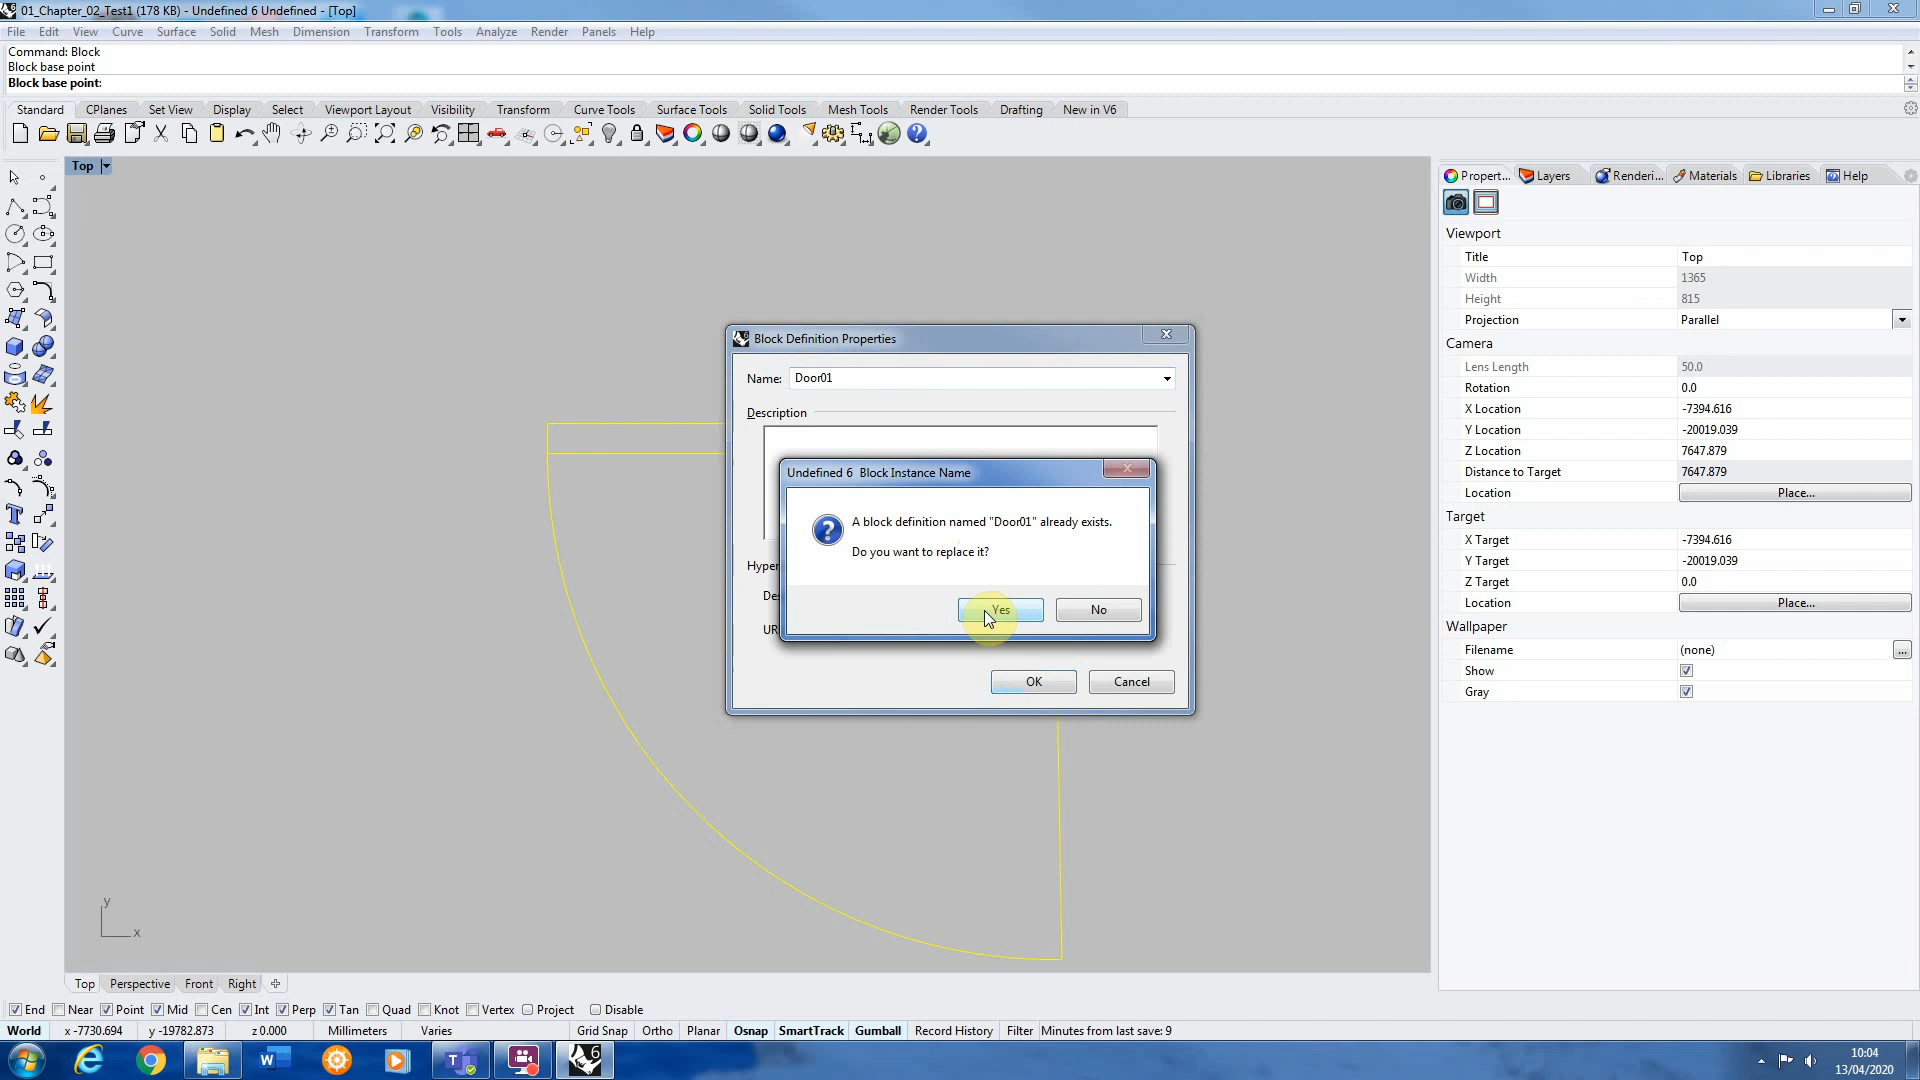 01_Chapter_02_Test1 (178 KB) - Undefined 6 Undefined - [Top]
File Edit View Curve Surface Solid Mesh Dimension Transform Tools Analyze Render Panels Help
Command: Block
Block base point
Block base point:
Standard CPlanes Set View Display Select Viewport Layout Visibility Transform Curve Tools Surface Tools Solid Tools Mesh Tools Render Tools Drafting New in V6
Top
Propert... Layers Renderi... Materials Libraries Help
Viewport
Title Top
Width 1365
Height 815
Projection Parallel
Camera
Lens Length 50.0
Rotation 0.0
X Location -7394.616
Y Location -20019.039
Z Location 7647.879
Distance to Target 7647.879
Location Place...
Target
X Target -7394.616
Y Target -20019.039
Z Target 0.0
Location Place...
Wallpaper
Filename (none) ...
Show
Gray
Block Definition Properties
Name: Door01
Description
Hyper
Des
UR
OK Cancel
Undefined 6 Block Instance Name
A block definition named "Door01" already exists.
Do you want to replace it?
Yes No
y
x
Top Perspective Front Right
End Near Point Mid Cen Int Perp Tan Quad Knot Vertex Project Disable
World x -7730.694 y -19782.873 z 0.000 Millimeters Varies Grid Snap Ortho Planar Osnap SmartTrack Gumball Record History Filter Minutes from last save: 9
10:04
13/04/2020